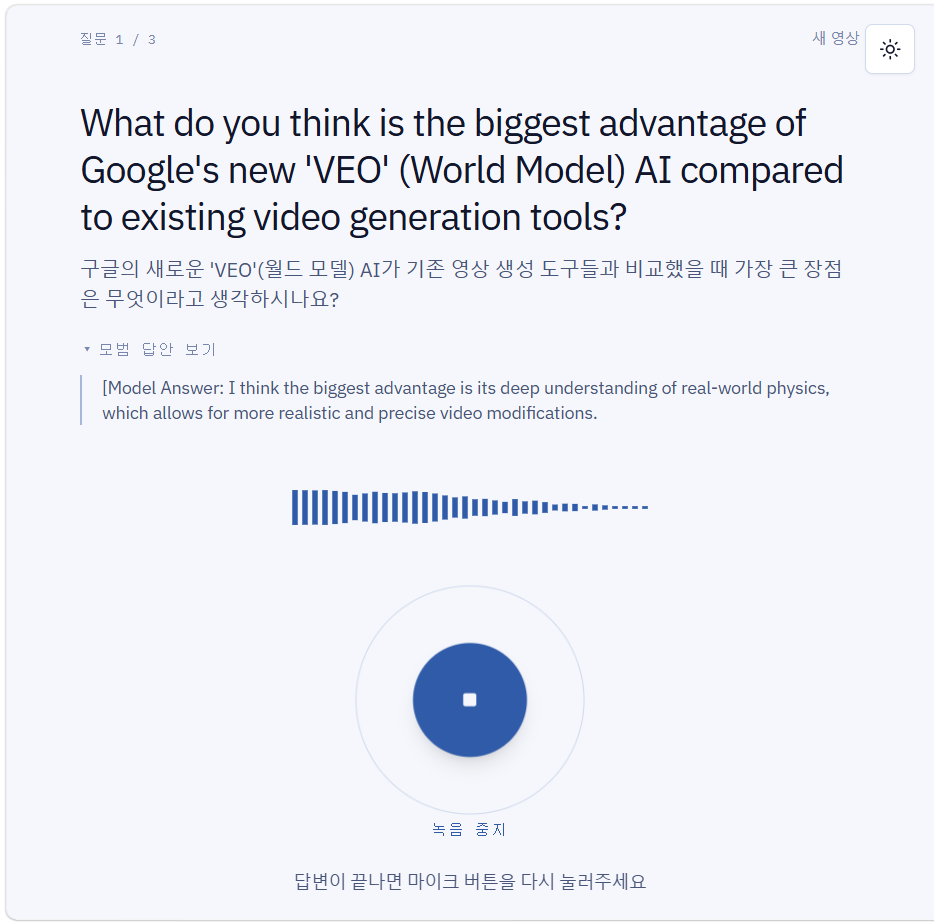 질문 1 / 3
새 영상
What do you think is the biggest advantage of
Google's new 'VEO' (World Model) AI compared
to existing video generation tools?
구글의 새로운 'VEO'(월드 모델) AI가 기존 영상 생성 도구들과 비교했을 때 가장 큰 장점
은 무엇이라고 생각하시나요?
▼ 모범 답안 보기
[Model Answer: I think the biggest advantage is its deep understanding of real-world physics,
which allows for more realistic and precise video modifications.
녹음 중지
답변이 끝나면 마이크 버튼을 다시 눌러주세요